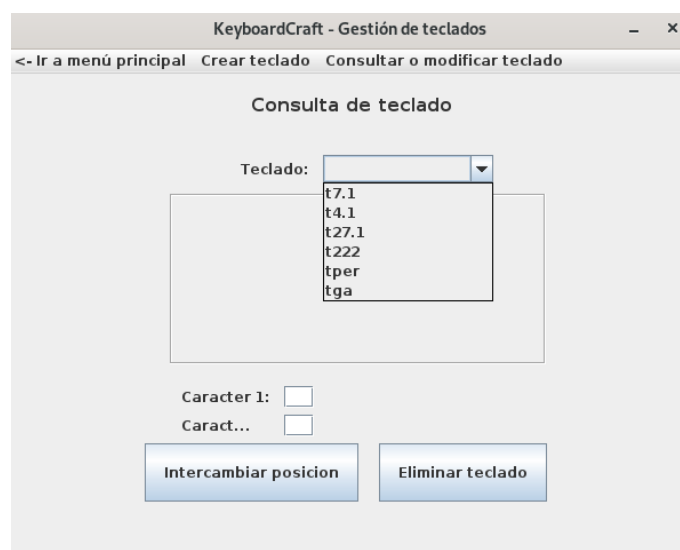 KeyboardCraft - Gestión de teclados
<- Ir a menú principal Crear teclado Consultar o modificar teclado
Consulta de teclado
Teclado:
t7.1
t4.1
t27.1
t222
tper
tga
Caracter 1:
Caract...
Intercambiar posicion Eliminar teclado